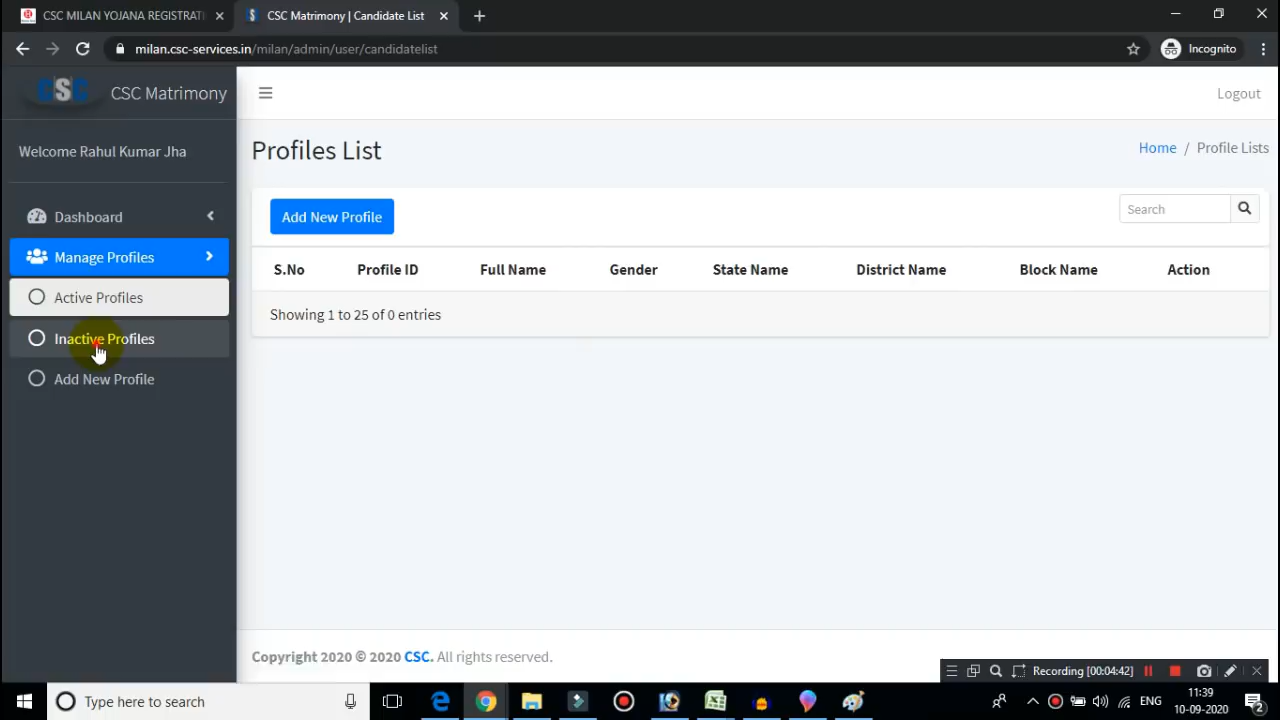 CSC MILAN YOJANA REGISTRATI
CSC Matrimony | Candidate List
milan.csc-services.in/milan/admin/user/candidatelist
Incognito
CSC
CSC Matrimony
Logout
Welcome Rahul Kumar Jha
Profiles List
Home / Profile Lists
Dashboard
Add New Profile
Search
Manage Profiles
S.No Profile ID Full Name Gender State Name District Name Block Name Action
Active Profiles
Showing 1 to 25 of 0 entries
Inactive Profiles
Add New Profile
Copyright 2020 © 2020 CSC. All rights reserved.
Recording [00:04:42]
Type here to search
ENG
11:39
10-09-2020
2